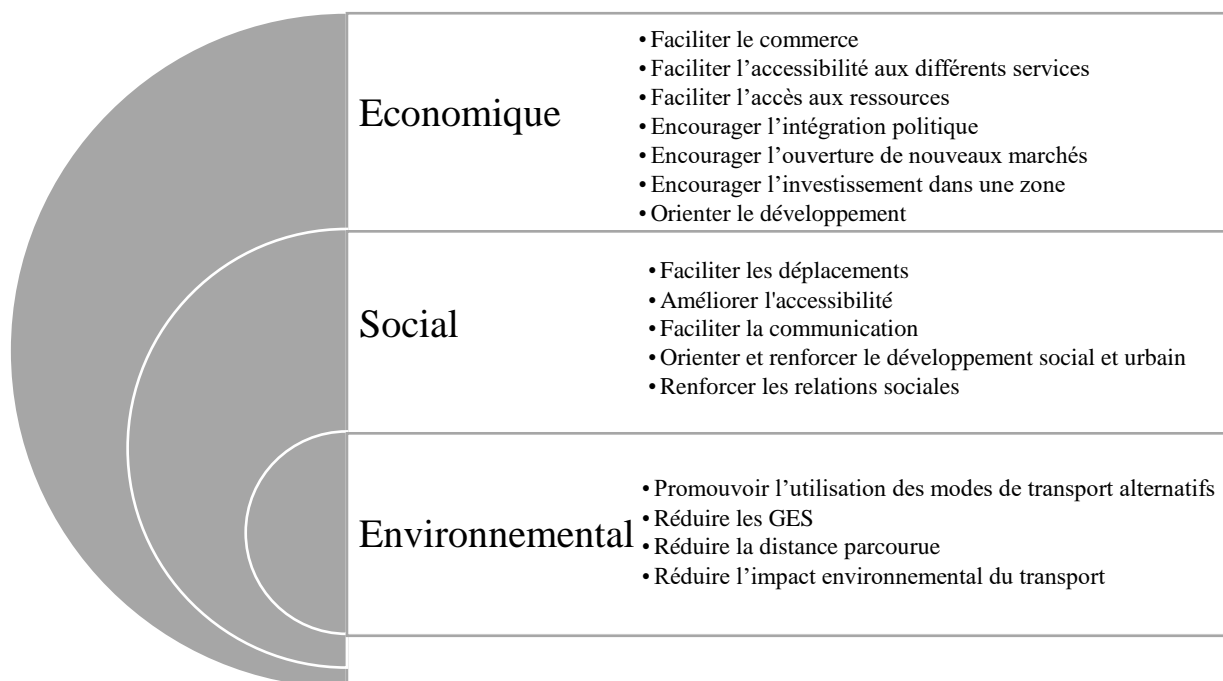 Economique
• Faciliter le commerce
• Faciliter l’accessibilité aux différents services
• Faciliter l’accès aux ressources
• Encourager l’intégration politique
• Encourager l’ouverture de nouveaux marchés
• Encourager l’investissement dans une zone
• Orienter le développement
Social
• Faciliter les déplacements
• Améliorer l'accessibilité
• Faciliter la communication
• Orienter et renforcer le développement social et urbain
• Renforcer les relations sociales
Environnemental
• Promouvoir l’utilisation des modes de transport alternatifs
• Réduire les GES
• Réduire la distance parcourue
• Réduire l’impact environnemental du transport